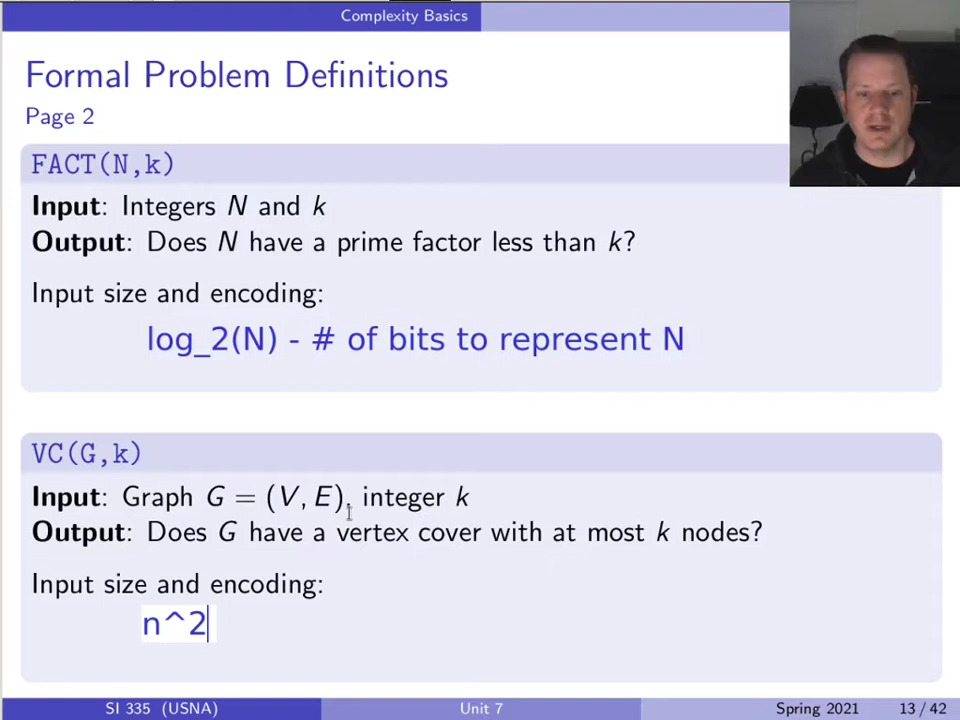 Complexity Basics
Formal Problem Definitions
Page 2
FACT(N,k)
Input: Integers N and k
Output: Does N have a prime factor less than k?
Input size and encoding:
log_2(N) - # of bits to represent N
VC(G,k)
Input: Graph G = (V, E), integer k
Output: Does G have a vertex cover with at most k nodes?
Input size and encoding:
n^2
SI 335 (USNA) Unit 7 Spring 2021 13 / 42